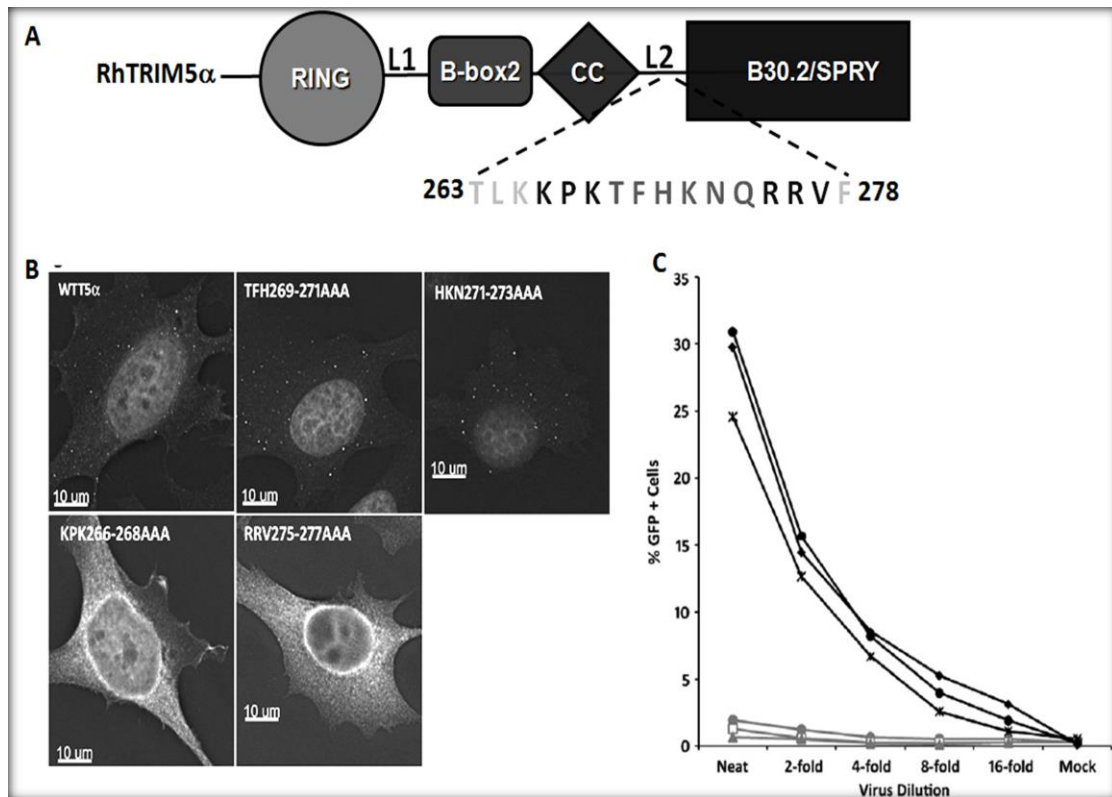 A
RhTRIM5α
RING
L1
B-box2
CC
L2
B30.2/SPRY
263 T L K K P K T F H K N Q R R V F 278
B
WTT5α
TFH269-271AAA
HKN271-273AAA
10 um
10 um
10 um
KPK266-268AAA
RRV275-277AAA
10 um
10 um
C
35
30
25
20
15
10
5
0
% GFP + Cells
Neat
2-fold
4-fold
8-fold
16-fold
Mock
Virus Dilution